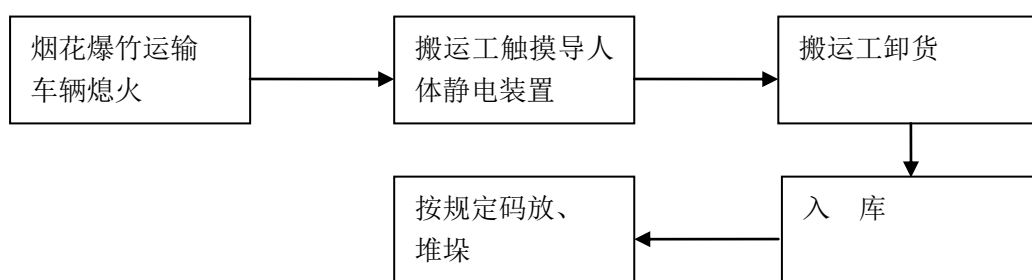 烟花爆竹运输
车辆熄火
搬运工触摸导人
体静电装置
搬运工卸货
入　库
按规定码放、
堆垛